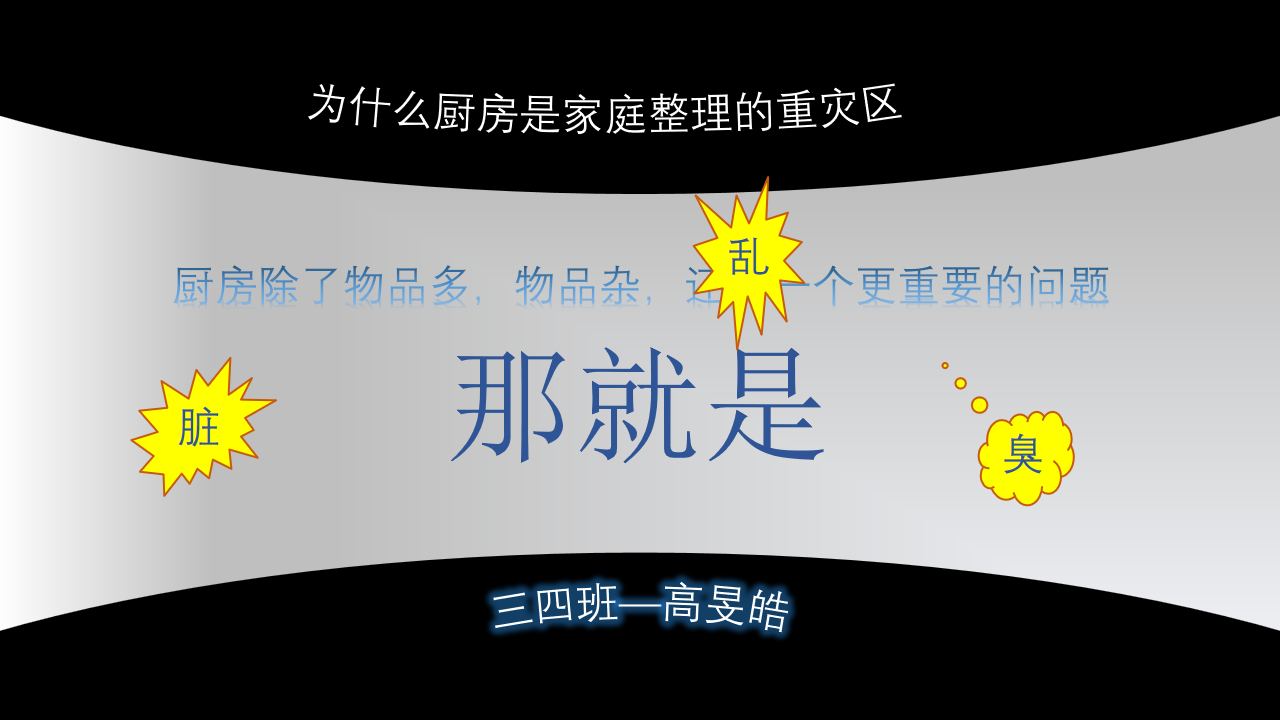 为什么厨房是家庭整理的重灾区
乱
厨房除了物品多，物品杂，还一个更重要的问题
那就是
脏
臭
三四班—高旻皓